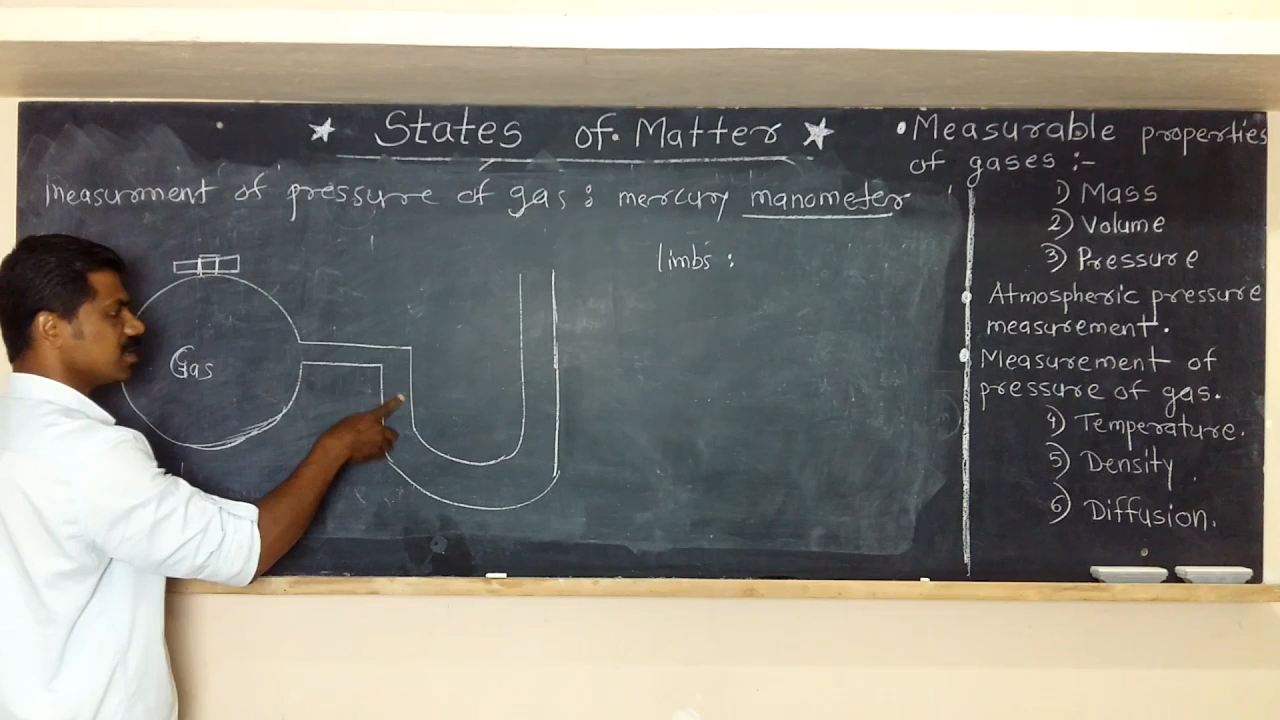 States of Matter
measurment of pressure of gas : mercury manometer
limbs :
Gas
• Measurable properties
of gases :-
1) Mass
2) Volume
3) Pressure
• Atmospheric pressure
measurement.
• Measurement of
pressure of gas.
4) Temperature.
5) Density.
6) Diffusion.